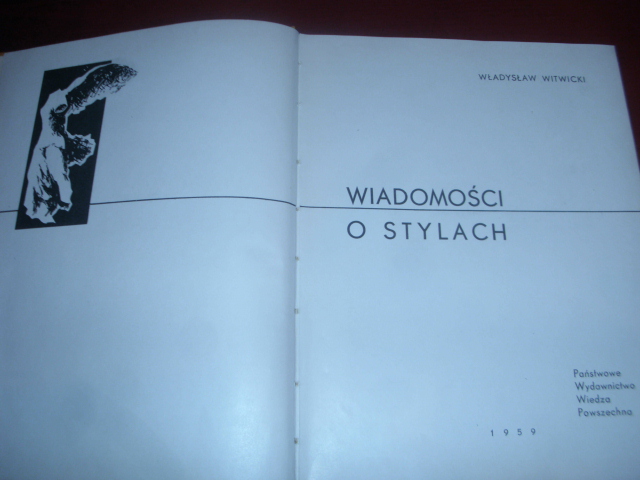 WŁADYSŁAW WITWICKI
WIADOMOŚCI
O STYLACH
Państwowe
Wydawnictwo
Wiedza
Powszechna
1959